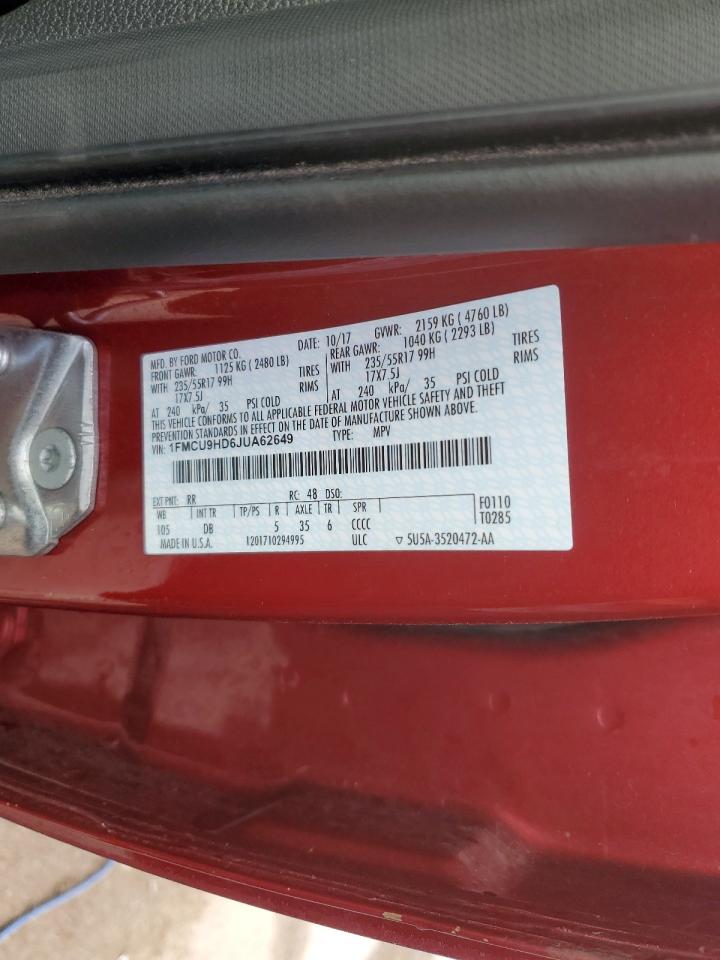 MFD. BY FORD MOTOR CO. DATE: 10/17 GVWR: 2159 KG ( 4760 LB)
FRONT GAWR: 1125 KG ( 2480 LB) REAR GAWR: 1040 KG ( 2293 LB)
WITH 235/55R17 99H TIRES WITH 235/55R17 99H TIRES
17X7.5J RIMS 17X7.5J RIMS
AT 240 kPa/ 35 PSI COLD AT 240 kPa/ 35 PSI COLD
THIS VEHICLE CONFORMS TO ALL APPLICABLE FEDERAL MOTOR VEHICLE SAFETY AND THEFT
PREVENTION STANDARDS IN EFFECT ON THE DATE OF MANUFACTURE SHOWN ABOVE.
VIN: 1FMCU9HD6JUA62649 TYPE: MPV
EXT PNT: RR RC: 48 DSO: F0110
WB INT TR TP/PS R AXLE TR SPR T0285
105 DB 5 35 6 CCCC
MADE IN U.S.A. 1201710294995 ULC ▽ 5U5A-3520472-AA